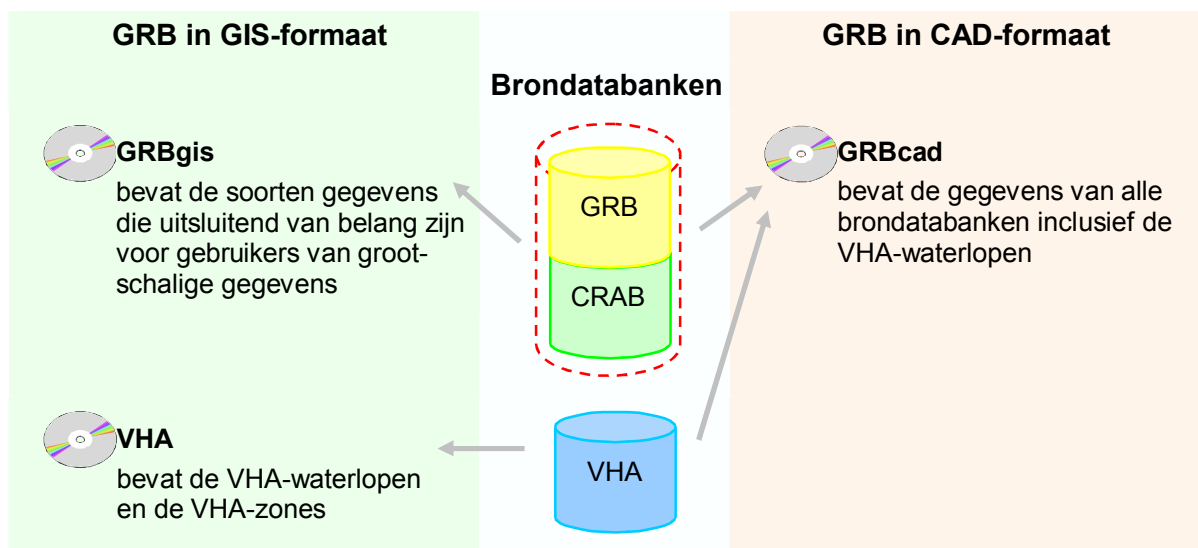 GRB in GIS-formaat
GRBgis
bevat de soorten gegevens
die uitsluitend van belang zijn
voor gebruikers van groot-
schalige gegevens
VHA
bevat de VHA-waterlopen
en de VHA-zones
Brondatabanken
GRB
CRAB
VHA
GRB in CAD-formaat
GRBcad
bevat de gegevens van alle
brondatabanken inclusief de
VHA-waterlopen